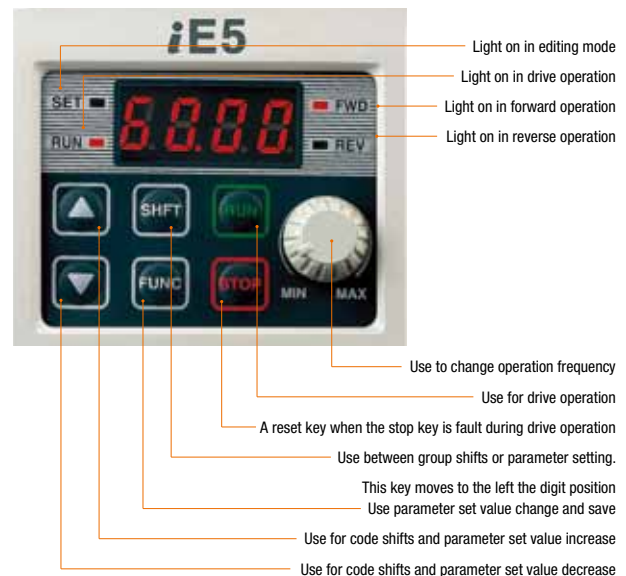 iE5
Light on in editing mode
Light on in drive operation
SET
FWD
Light on in forward operation
60.00
RUN
REV
Light on in reverse operation
SHFT
RUN
FUNC
STOP
MIN
MAX
Use to change operation frequency
Use for drive operation
A reset key when the stop key is fault during drive operation
Use between group shifts or parameter setting.
This key moves to the left the digit position
Use parameter set value change and save
Use for code shifts and parameter set value increase
Use for code shifts and parameter set value decrease